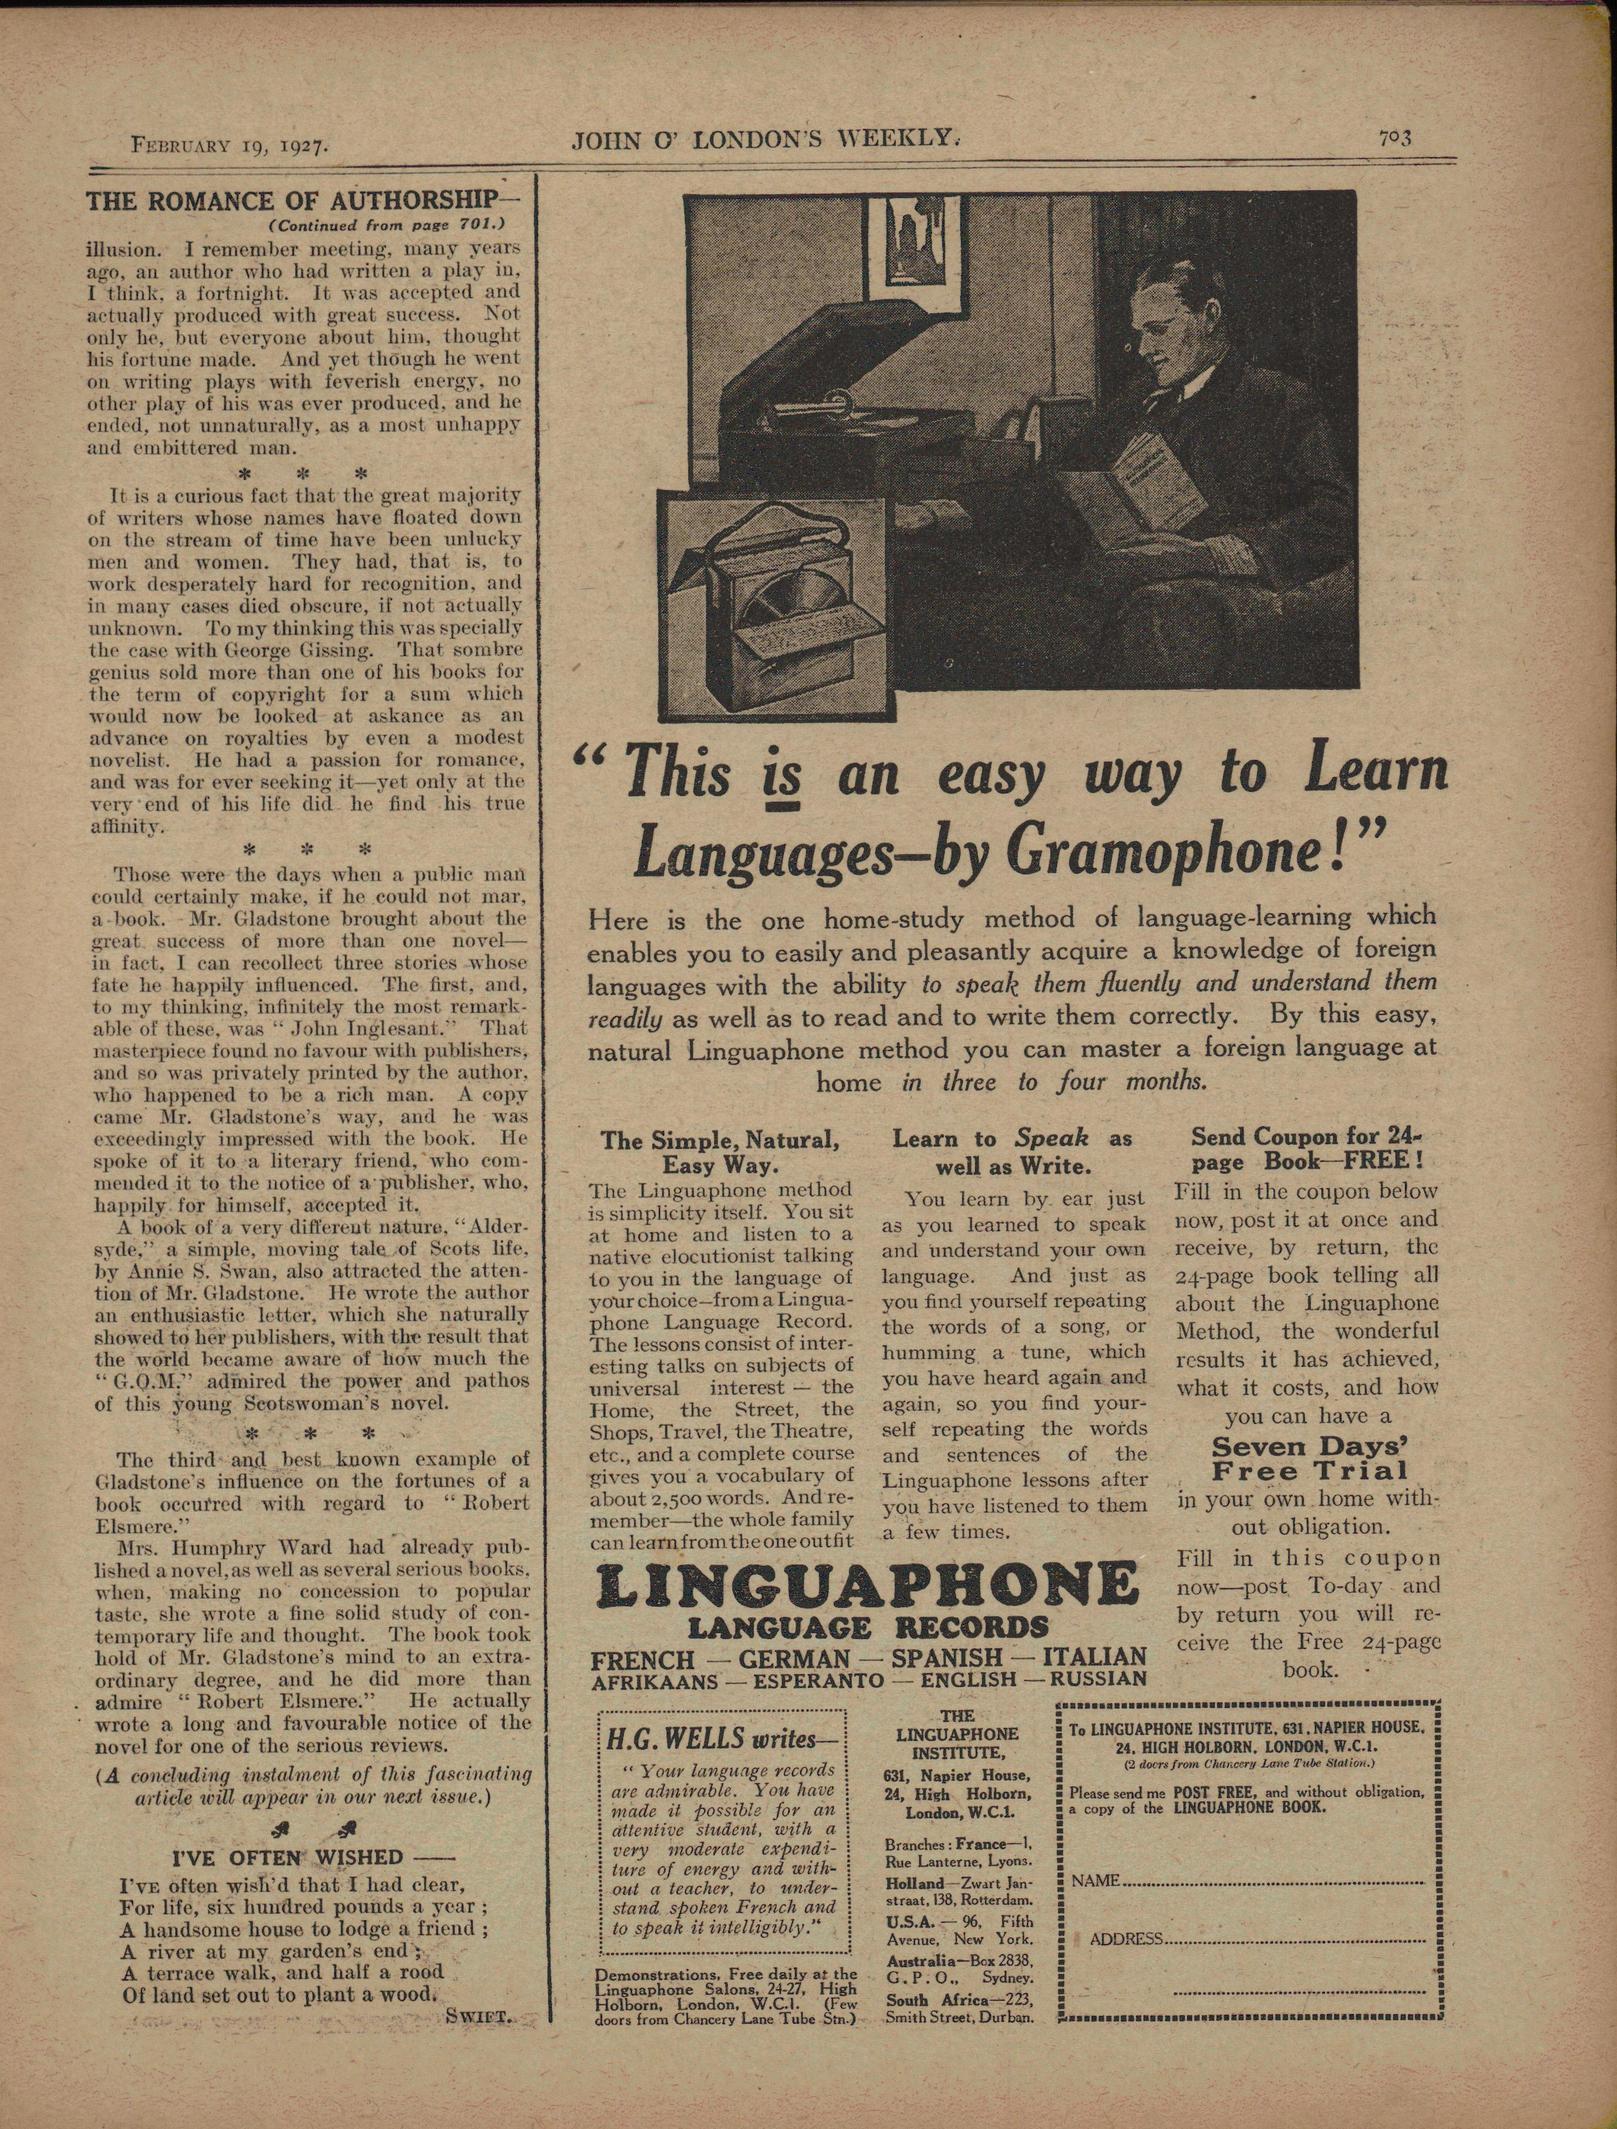 FEBRUARY 19, 1927.
JOHN O' LONDON'S WEEKLY.
703
THE ROMANCE OF AUTHORSHIP—
(Continued from page 701.)
illusion. I remember meeting, many years
ago, an author who had written a play in,
I think, a fortnight. It was accepted and
actually produced with great success. Not
only he, but everyone about him, thought
his fortune made. And yet though he went
on writing plays with feverish energy, no
other play of his was ever produced, and he
ended, not unnaturally, as a most unhappy
and embittered man.
* * *
It is a curious fact that the great majority
of writers whose names have floated down
on the stream of time have been unlucky
men and women. They had, that is, to
work desperately hard for recognition, and
in many cases died obscure, if not actually
unknown. To my thinking this was specially
the case with George Gissing. That sombre
genius sold more than one of his books for
the term of copyright for a sum which
would now be looked at askance as an
advance on royalties by even a modest
novelist. He had a passion for romance,
and was for ever seeking it—yet only at the
very end of his life did he find his true
affinity.
* * *
Those were the days when a public man
could certainly make, if he could not mar,
a book. Mr. Gladstone brought about the
great success of more than one novel—
in fact, I can recollect three stories whose
fate he happily influenced. The first, and,
to my thinking, infinitely the most remark-
able of these, was "John Inglesant." That
masterpiece found no favour with publishers,
and so was privately printed by the author,
who happened to be a rich man. A copy
came Mr. Gladstone's way, and he was
exceedingly impressed with the book. He
spoke of it to a literary friend, who com-
mended it to the notice of a publisher, who,
happily for himself, accepted it.
A book of a very different nature, "Alder-
syde," a simple, moving tale of Scots life,
by Annie S. Swan, also attracted the atten-
tion of Mr. Gladstone. He wrote the author
an enthusiastic letter, which she naturally
showed to her publishers, with the result that
the world became aware of how much the
"G.O.M." admired the power and pathos
of this young Scotswoman's novel.
* * *
The third and best known example of
Gladstone's influence on the fortunes of a
book occurred with regard to "Robert
Elsmere."
Mrs. Humphry Ward had already pub-
lished a novel, as well as several serious books,
when, making no concession to popular
taste, she wrote a fine solid study of con-
temporary life and thought. The book took
hold of Mr. Gladstone's mind to an extra-
ordinary degree, and he did more than
admire "Robert Elsmere." He actually
wrote a long and favourable notice of the
novel for one of the serious reviews.
(A concluding instalment of this fascinating
article will appear in our next issue.)
I'VE OFTEN WISHED ——
I'VE often wish'd that I had clear,
For life, six hundred pounds a year;
A handsome house to lodge a friend;
A river at my garden's end;
A terrace walk, and half a rood
Of land set out to plant a wood.
SWIFT.
"This is an easy way to Learn
Languages—by Gramophone!"
Here is the one home-study method of language-learning which
enables you to easily and pleasantly acquire a knowledge of foreign
languages with the ability to speak them fluently and understand them
readily as well as to read and to write them correctly. By this easy,
natural Linguaphone method you can master a foreign language at
home in three to four months.
The Simple, Natural,
Easy Way.
The Linguaphone method
is simplicity itself. You sit
at home and listen to a
native elocutionist talking
to you in the language of
your choice—from a Lingua-
phone Language Record.
The lessons consist of inter-
esting talks on subjects of
universal interest — the
Home, the Street, the
Shops, Travel, the Theatre,
etc., and a complete course
gives you a vocabulary of
about 2,500 words. And re-
member—the whole family
can learn from the one outfit
Learn to Speak as
well as Write.
You learn by ear just
as you learned to speak
and understand your own
language. And just as
you find yourself repeating
the words of a song, or
humming a tune, which
you have heard again and
again, so you find your-
self repeating the words
and sentences of the
Linguaphone lessons after
you have listened to them
a few times.
Send Coupon for 24-
page Book—FREE!
Fill in the coupon below
now, post it at once and
receive, by return, the
24-page book telling all
about the Linguaphone
Method, the wonderful
results it has achieved,
what it costs, and how
you can have a
Seven Days'
Free Trial
in your own home with-
out obligation.
Fill in this coupon
now—post To-day and
by return you will re-
ceive the Free 24-page
book.
LINGUAPHONE
LANGUAGE RECORDS
FRENCH — GERMAN — SPANISH — ITALIAN
AFRIKAANS — ESPERANTO — ENGLISH — RUSSIAN
H.G. WELLS writes—
"Your language records
are admirable. You have
made it possible for an
attentive student, with a
very moderate expendi-
ture of energy and with-
out a teacher, to under-
stand spoken French and
to speak it intelligibly."
Demonstrations, Free daily at the
Linguaphone Salons, 24-27, High
Holborn, London, W.C.1. (Few
doors from Chancery Lane Tube Stn.)
THE
LINGUAPHONE
INSTITUTE,
631, Napier House,
24, High Holborn,
London, W.C.1.
Branches: France—1,
Rue Lanterne, Lyons.
Holland—Zwart Jan-
straat, 138, Rotterdam.
U.S.A. — 96, Fifth
Avenue, New York.
Australia—Box 2838,
G.P.O., Sydney.
South Africa—223,
Smith Street, Durban.
To LINGUAPHONE INSTITUTE, 631, NAPIER HOUSE,
24, HIGH HOLBORN, LONDON, W.C.1.
(2 doors from Chancery Lane Tube Station.)
Please send me POST FREE, and without obligation,
a copy of the LINGUAPHONE BOOK.
NAME
ADDRESS